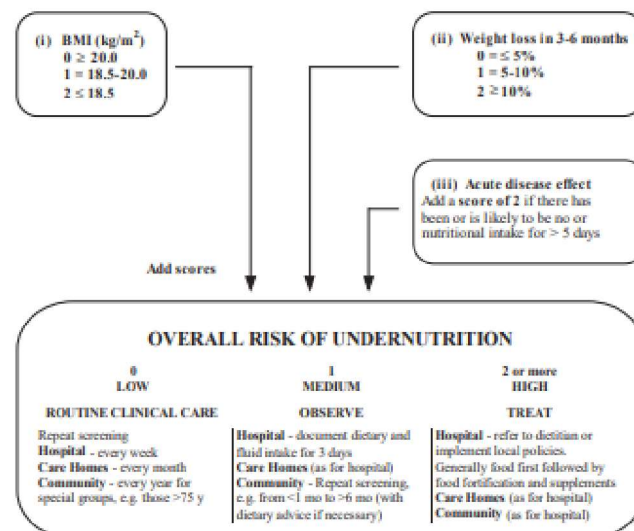 (i) BMI (kg/m²)
0 ≥ 20.0
1 = 18.5-20.0
2 ≤ 18.5
(ii) Weight loss in 3-6 months
0 = ≤ 5%
1 = 5-10%
2 ≥ 10%
(iii) Acute disease effect
Add a score of 2 if there has
been or is likely to be no or
nutritional intake for > 5 days
Add scores
OVERALL RISK OF UNDERNUTRITION
0
LOW
ROUTINE CLINICAL CARE
Repeat screening
Hospital - every week
Care Homes - every month
Community - every year for
special groups, e.g. those >75 y
1
MEDIUM
OBSERVE
Hospital - document dietary and
fluid intake for 3 days
Care Homes (as for hospital)
Community - Repeat screening,
e.g. from <1 mo to >6 mo (with
dietary advice if necessary)
2 or more
HIGH
TREAT
Hospital - refer to dietitian or
implement local policies.
Generally food first followed by
food fortification and supplements
Care Homes (as for hospital)
Community (as for hospital)